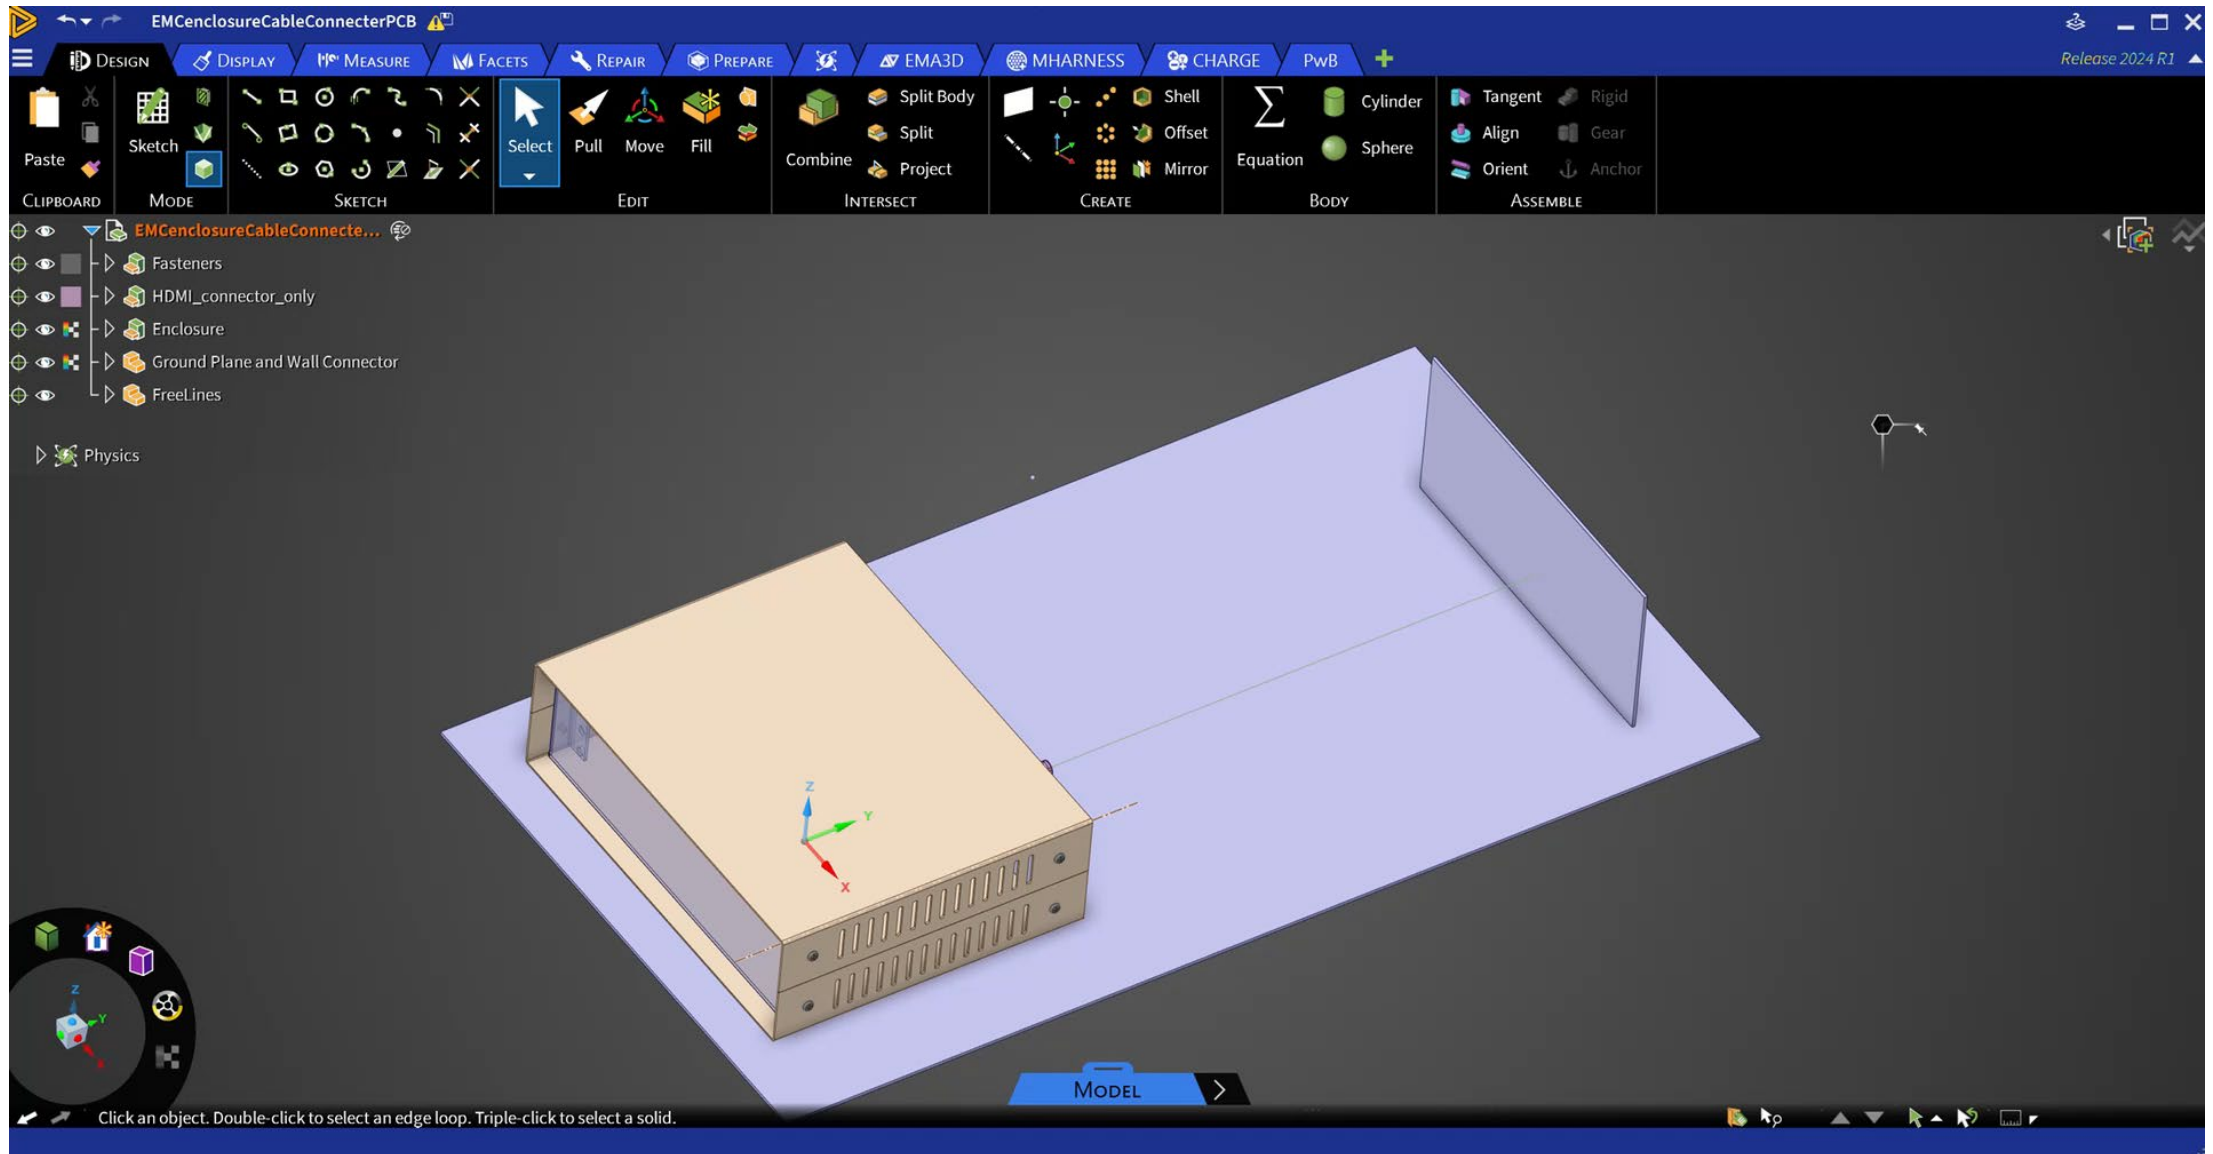 EMCenclosureCableConnecterPCB
DESIGN DISPLAY MEASURE FACETS REPAIR PREPARE EMA3D MHARNESS CHARGE PWB Release 2024 R1
Paste Sketch Select Pull Move Fill Combine Split Body Split Project Shell Offset Mirror Equation Cylinder Sphere Tangent Align Orient Rigid Gear Anchor
CLIPBOARD MODE SKETCH EDIT INTERSECT CREATE BODY ASSEMBLE
EMCenclosureCableConnecte...
Fasteners
HDMI_connector_only
Enclosure
Ground Plane and Wall Connector
FreeLines
Physics
Z
Y
X
Z
Y
X
MODEL
Click an object. Double-click to select an edge loop. Triple-click to select a solid.